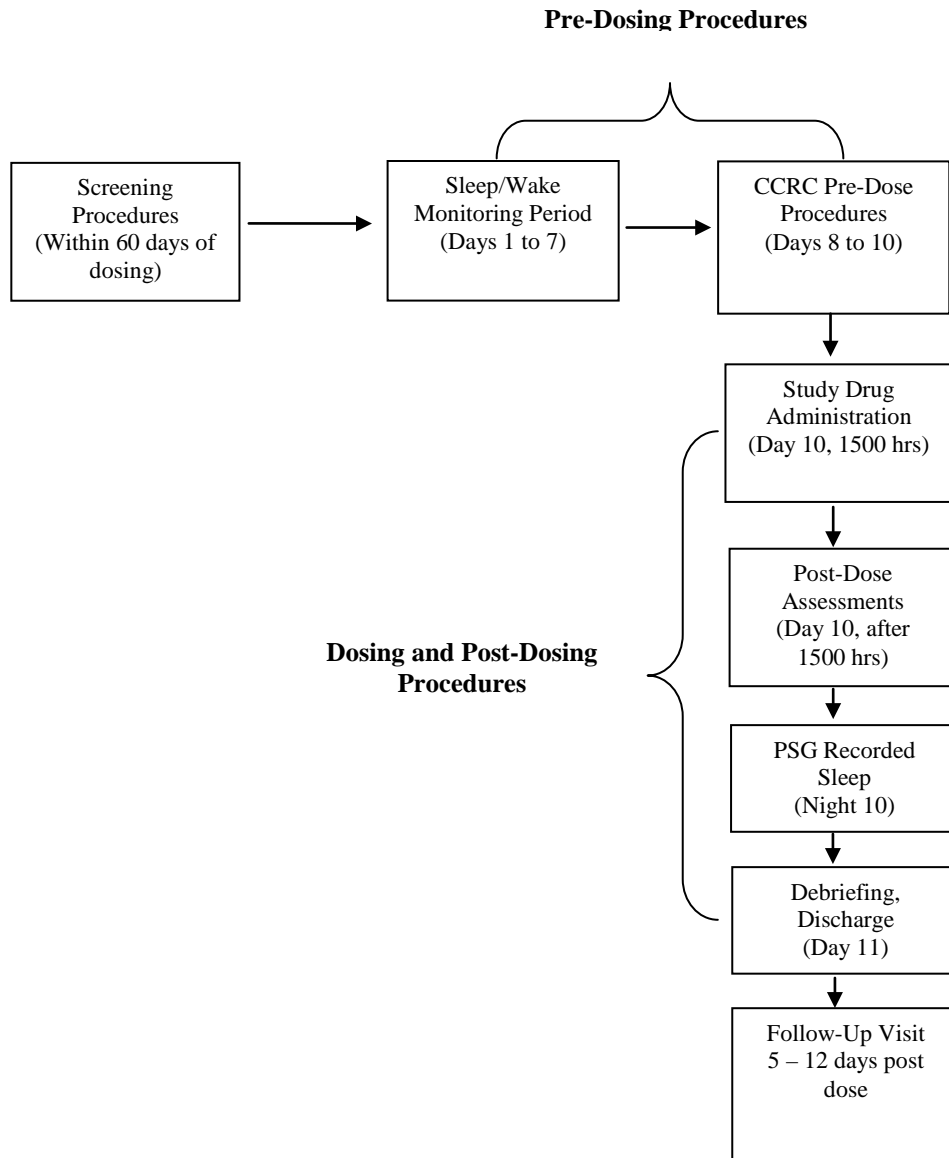 Pre-Dosing Procedures
Screening
Procedures
(Within 60 days of
dosing)
Sleep/Wake
Monitoring Period
(Days 1 to 7)
CCRC Pre-Dose
Procedures
(Days 8 to 10)
Study Drug
Administration
(Day 10, 1500 hrs)
Post-Dose
Assessments
(Day 10, after
1500 hrs)
Dosing and Post-Dosing
Procedures
PSG Recorded
Sleep
(Night 10)
Debriefing,
Discharge
(Day 11)
Follow-Up Visit
5 – 12 days post
dose